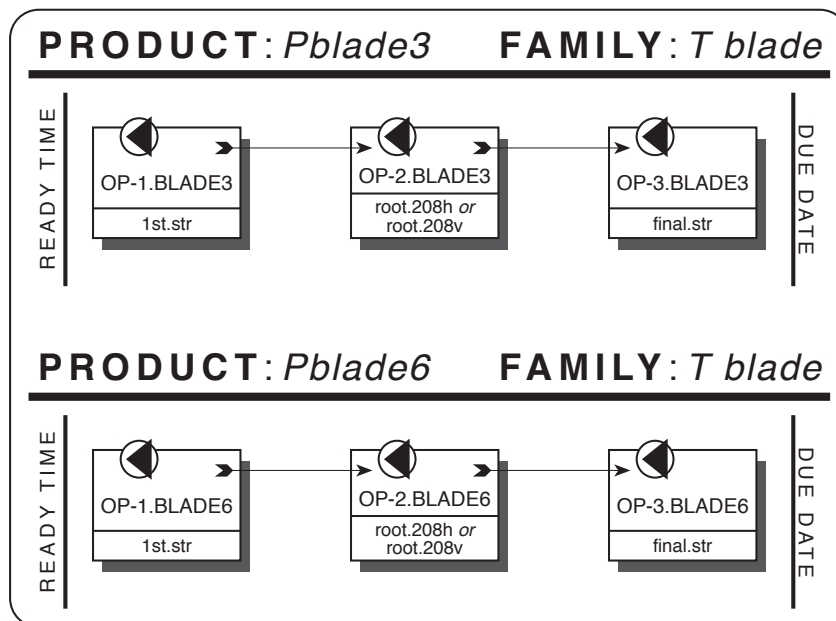 PRODUCT: Pblade3 FAMILY: T blade
READY TIME
OP-1.BLADE3
1st.str
OP-2.BLADE3
root.208h or
root.208v
OP-3.BLADE3
final.str
DUE DATE
PRODUCT: Pblade6 FAMILY: T blade
READY TIME
OP-1.BLADE6
1st.str
OP-2.BLADE6
root.208h or
root.208v
OP-3.BLADE6
final.str
DUE DATE